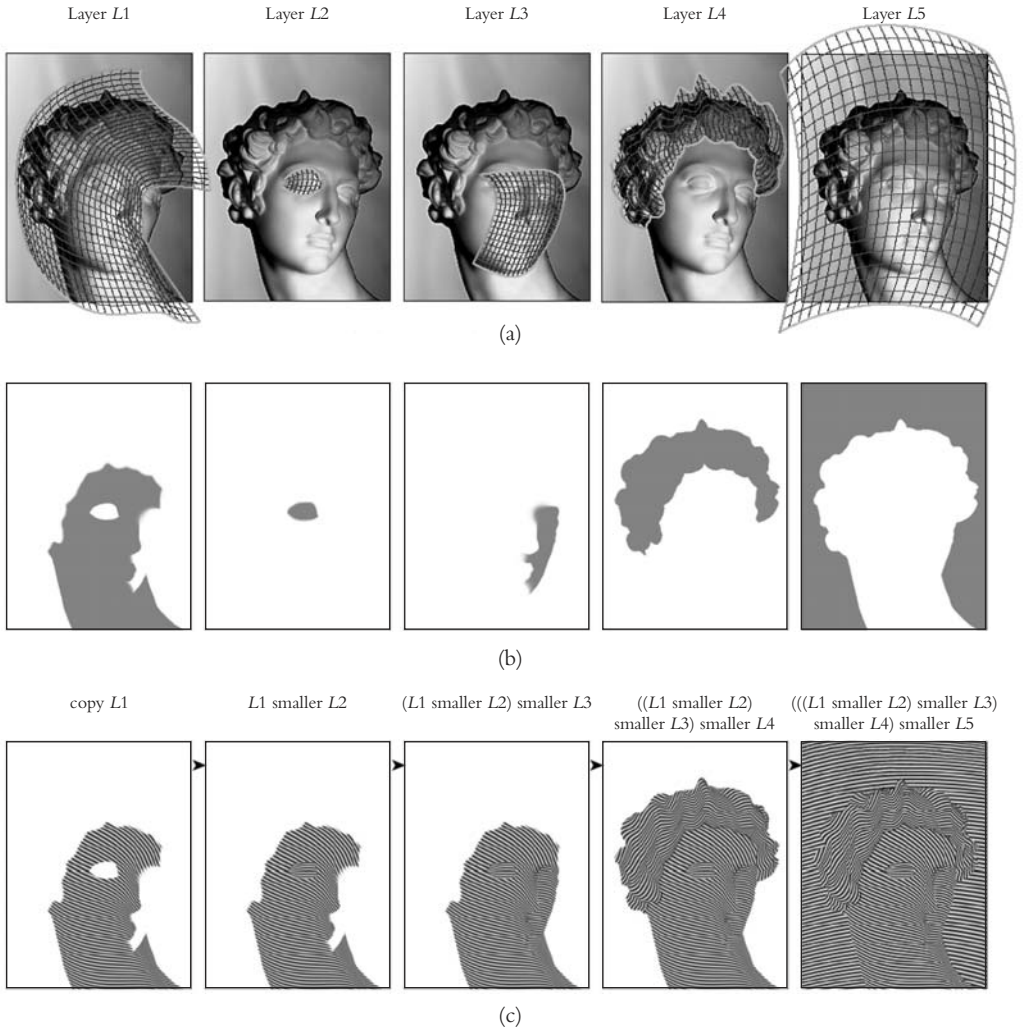 Layer L1
Layer L2
Layer L3
Layer L4
Layer L5
(a)
(b)
copy L1
L1 smaller L2
(L1 smaller L2) smaller L3
((L1 smaller L2)
smaller L3) smaller L4
(((L1 smaller L2) smaller L3)
smaller L4) smaller L5
(c)